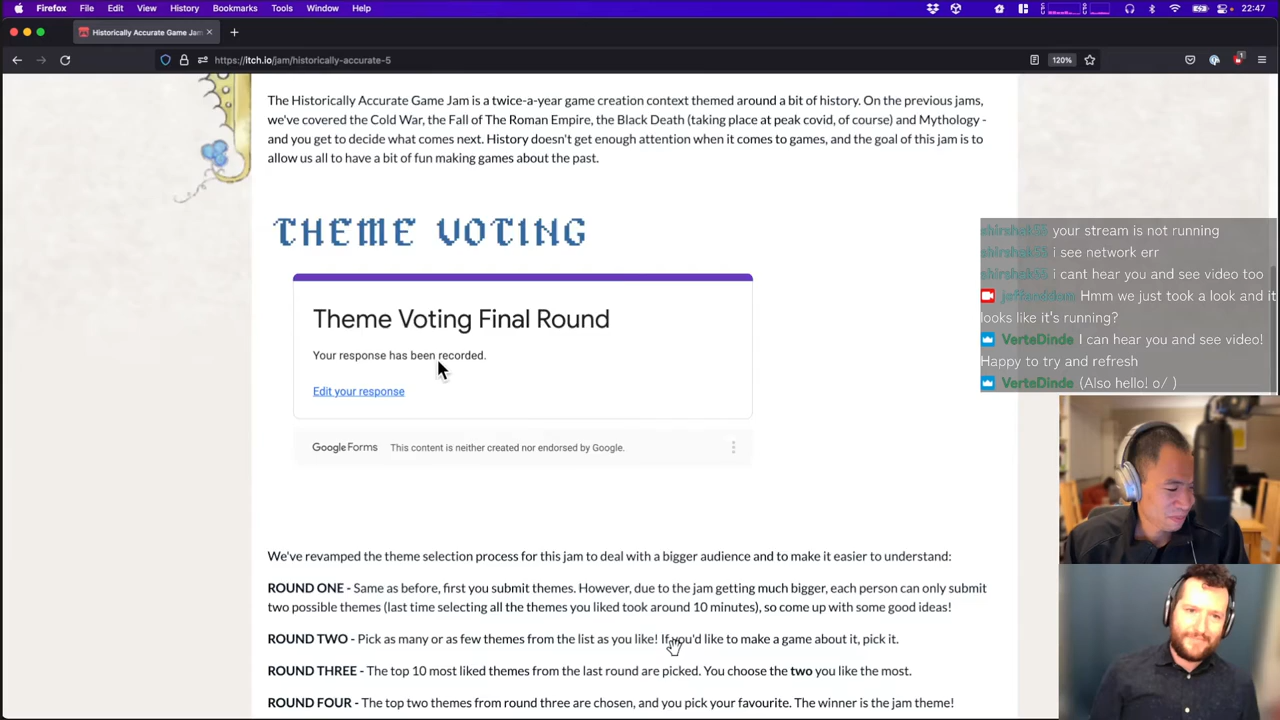 Firefox File Edit View History Bookmarks Tools Window Help 22:47
Historically Accurate Game Jam
https://itch.io/jam/historically-accurate-5 120%
The Historically Accurate Game Jam is a twice-a-year game creation context themed around a bit of history. On the previous jams,
we've covered the Cold War, the Fall of The Roman Empire, the Black Death (taking place at peak covid, of course) and Mythology -
and you get to decide what comes next. History doesn't get enough attention when it comes to games, and the goal of this jam is to
allow us all to have a bit of fun making games about the past.
THEME VOTING
Theme Voting Final Round
Your response has been recorded.
Edit your response
Google Forms This content is neither created nor endorsed by Google.
We've revamped the theme selection process for this jam to deal with a bigger audience and to make it easier to understand:
ROUND ONE - Same as before, first you submit themes. However, due to the jam getting much bigger, each person can only submit
two possible themes (last time selecting all the themes you liked took around 10 minutes), so come up with some good ideas!
ROUND TWO - Pick as many or as few themes from the list as you like! If you'd like to make a game about it, pick it.
ROUND THREE - The top 10 most liked themes from the last round are picked. You choose the two you like the most.
ROUND FOUR - The top two themes from round three are chosen, and you pick your favourite. The winner is the jam theme!
your stream is not running
i see network err
i cant hear you and see video too
Hmm we just took a look and it
looks like it's running?
VerteDinde I can hear you and see video!
Happy to try and refresh
VerteDinde (Also hello! o/ )